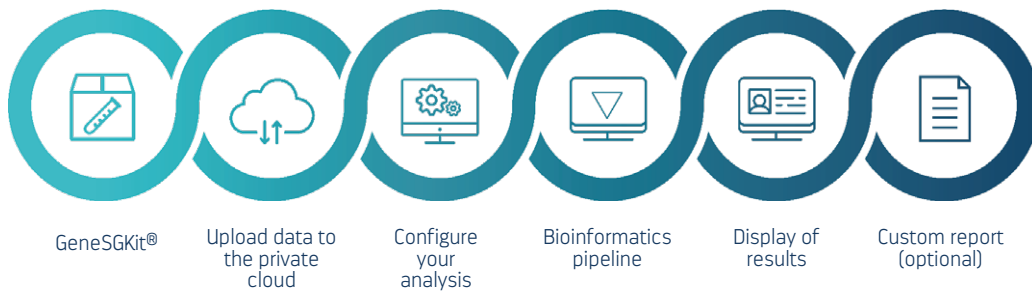 GeneSGKit®
Upload data to
the private
cloud
Configure
your
analysis
Bioinformatics
pipeline
Display of
results
Custom report
(optional)